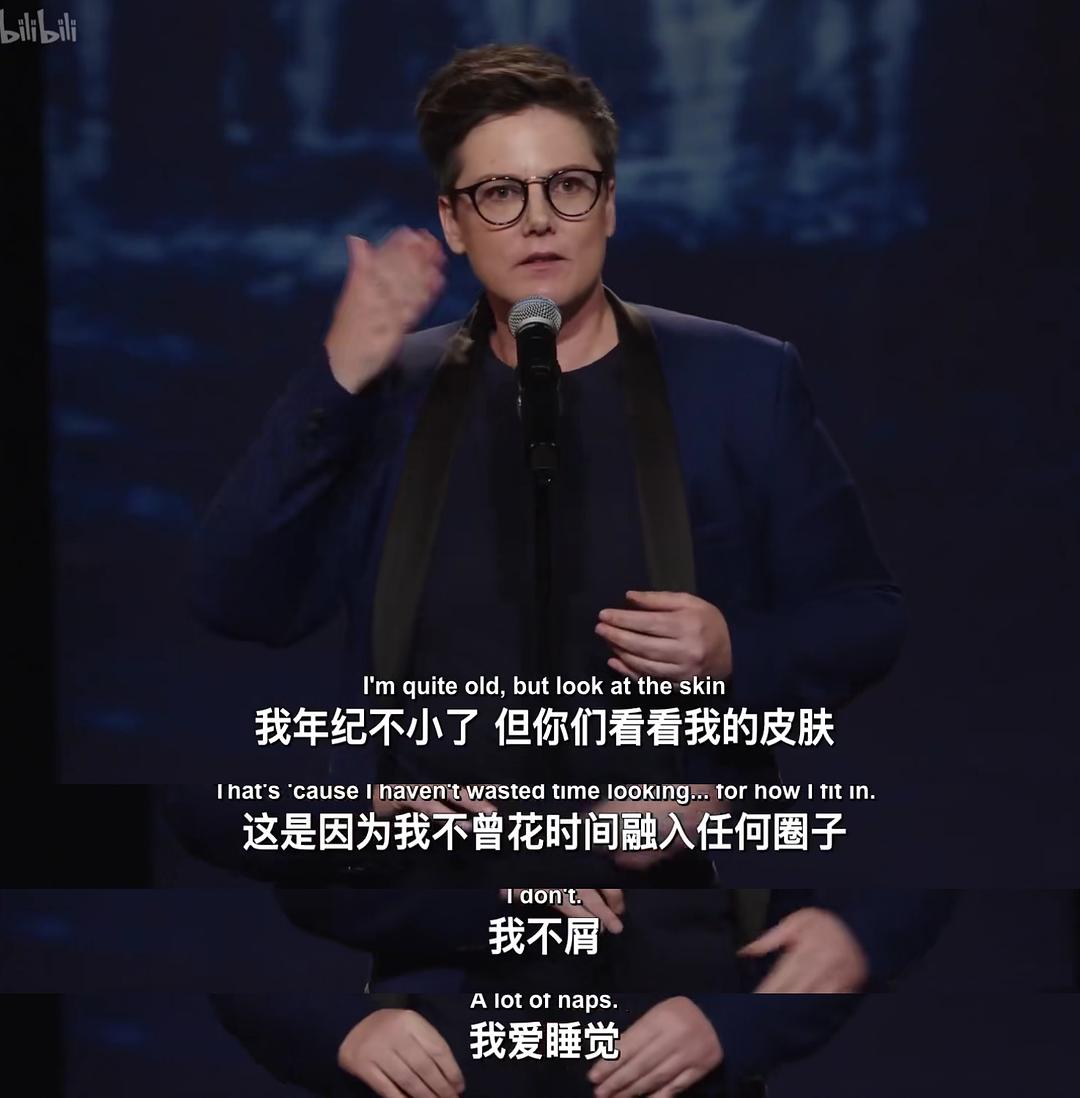 bilibili
I'm quite old, but look at the skin
我年纪不小了 但你们看看我的皮肤
That's 'cause I haven't wasted time looking... for how I fit in.
这是因为我不曾花时间融入任何圈子
I don't.
我不屑
A lot of naps.
我爱睡觉